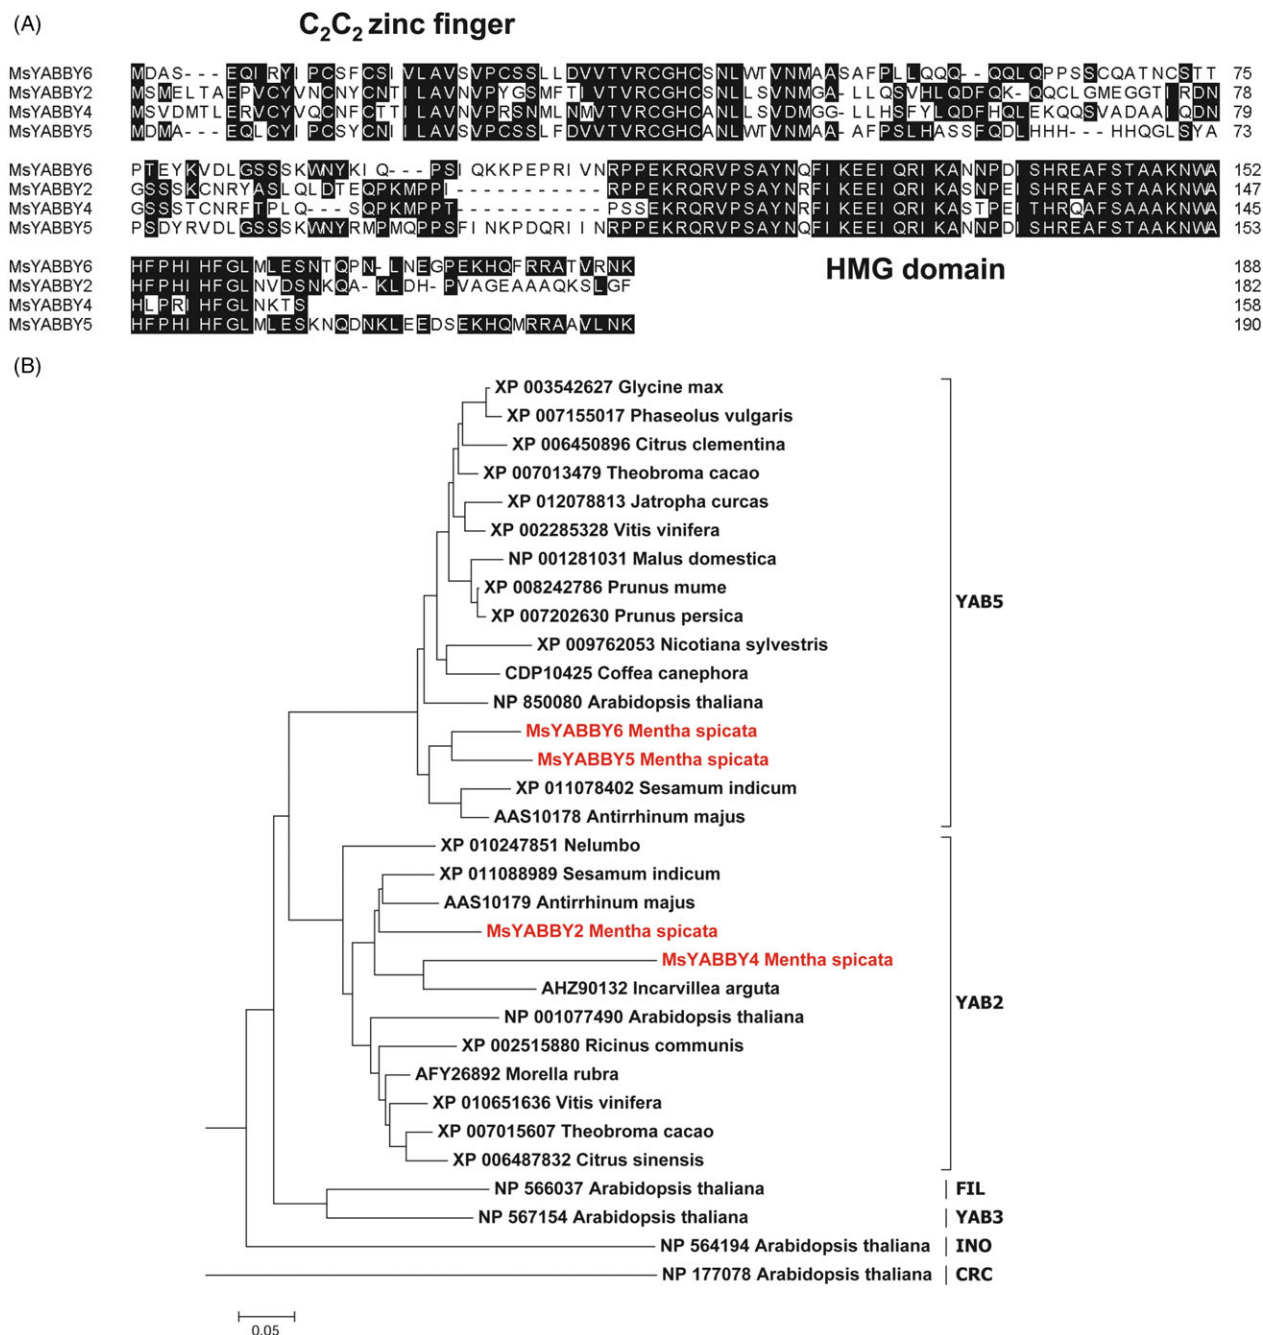 (A)
C2C2 zinc finger
MsYABBY6 MDAS---EQIRYIPCSFCSIVLAVSVPCSSLLDVVTVRCGHCSNLWTVNMAASAFPLLQQQ--QQLQPPSSCQATNCSTT 75
MsYABBY2 MSMELTAEPVCYVNCNYCNTILAVNVPYGSMFTIVTVRCGHCSNLLSVNMGA-LLQSVHLQDFQK-QQCLGMEGGTIRDN 78
MsYABBY4 MSVDMTLERVCYVQCNFCTTILAVNVPRSNMLNMVTVRCGHCANLLSVDMGG-LLHSFYLQDFHQLEKQQSVADAAIQDN 79
MsYABBY5 MDMA---EQLCYIPCSYCNIILAVSVPCSSLFDVVTVRCGHCANLWTVNMAA-AFPSLHASSFQDLHHH---HHQGLSYA 73
MsYABBY6 PTEYKVDLGSSSKWNYKIQ---PSIQKKPEPRIVNRPPEKRQRVPSAYNQFIKEEIQRIKANNPDISHREAFSTAAKNWA 152
MsYABBY2 GSSSKCNRYASLQLDTEQPKMPPI-----------RPPEKRQRVPSAYNRFIKEEIQRIKASNPEISHREAFSTAAKNWA 147
MsYABBY4 GSSSTCNRFTPLQ---SQPKMPPT-----------PSSEKRQRVPSAYNRFIKEEIQRIKASTPEITHRQAFSAAAKNWA 145
MsYABBY5 PSDYRVDLGSSSKWNYRMPMQPPSFINKPDQRIINRPPEKRQRVPSAYNQFIKEEIQRIKANNPDISHREAFSTAAKNWA 153
MsYABBY6 HFPHIHFGLMLESNTQPN-LNEGPEKHQFRRATVRNK 188
MsYABBY2 HFPHIHFGLNVDSNKQA-KLDH-PVAGEAAAQKSLGF 182
MsYABBY4 HLPRIHFGLNKTS 158
MsYABBY5 HFPHIHFGLMLESKNQDNKLEEDSEKHQMRRAAVLNK 190
HMG domain
(B)
XP 003542627 Glycine max
XP 007155017 Phaseolus vulgaris
XP 006450896 Citrus clementina
XP 007013479 Theobroma cacao
XP 012078813 Jatropha curcas
XP 002285328 Vitis vinifera
NP 001281031 Malus domestica
XP 008242786 Prunus mume
XP 007202630 Prunus persica
YAB5
XP 009762053 Nicotiana sylvestris
CDP10425 Coffea canephora
NP 850080 Arabidopsis thaliana
MsYABBY6 Mentha spicata
MsYABBY5 Mentha spicata
XP 011078402 Sesamum indicum
AAS10178 Antirrhinum majus
XP 010247851 Nelumbo
XP 011088989 Sesamum indicum
AAS10179 Antirrhinum majus
MsYABBY2 Mentha spicata
MsYABBY4 Mentha spicata
AHZ90132 Incarvillea arguta
YAB2
NP 001077490 Arabidopsis thaliana
XP 002515880 Ricinus communis
AFY26892 Morella rubra
XP 010651636 Vitis vinifera
XP 007015607 Theobroma cacao
XP 006487832 Citrus sinensis
NP 566037 Arabidopsis thaliana FIL
NP 567154 Arabidopsis thaliana YAB3
NP 564194 Arabidopsis thaliana INO
NP 177078 Arabidopsis thaliana CRC
0.05